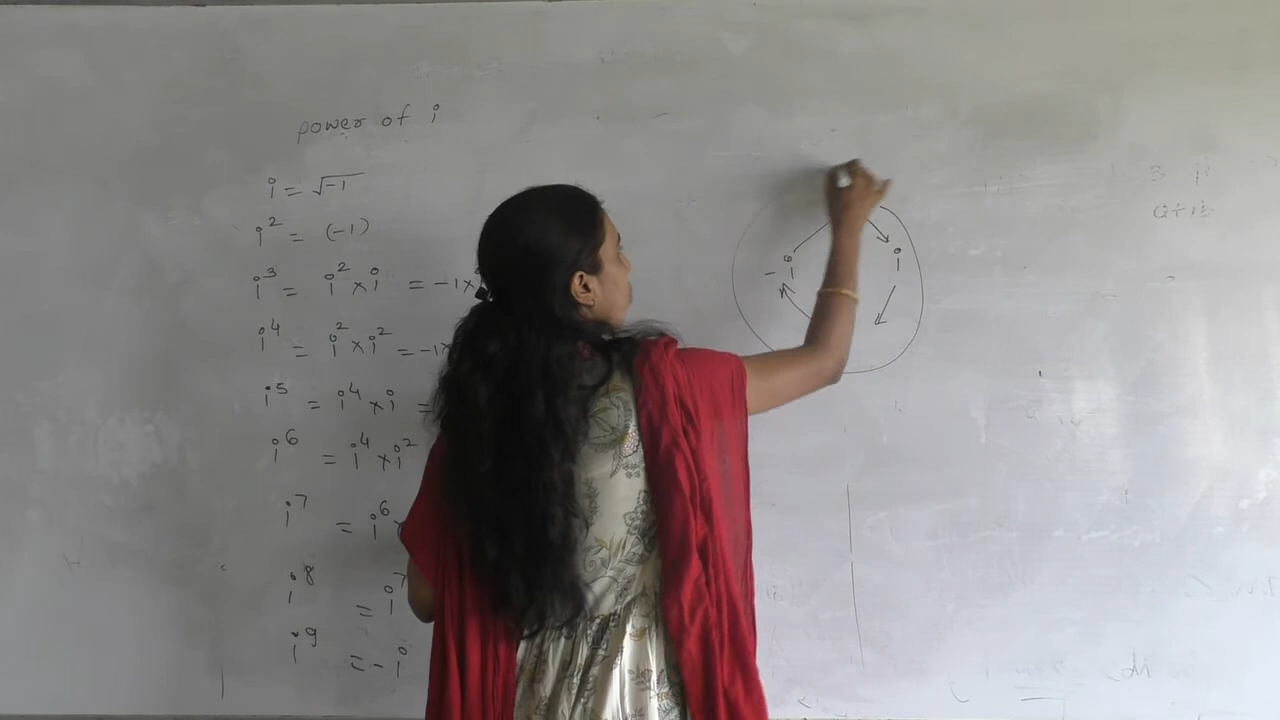 power of i
i = √-1
i² = (-1)
i³ = i² × i = -1 ×
i⁴ = i² × i² = -1 ×
i⁵ = i⁴ × i =
i⁶ = i⁴ × i²
i⁷ = i⁶
i⁸ = i⁷
i⁹ = - i
-i
i